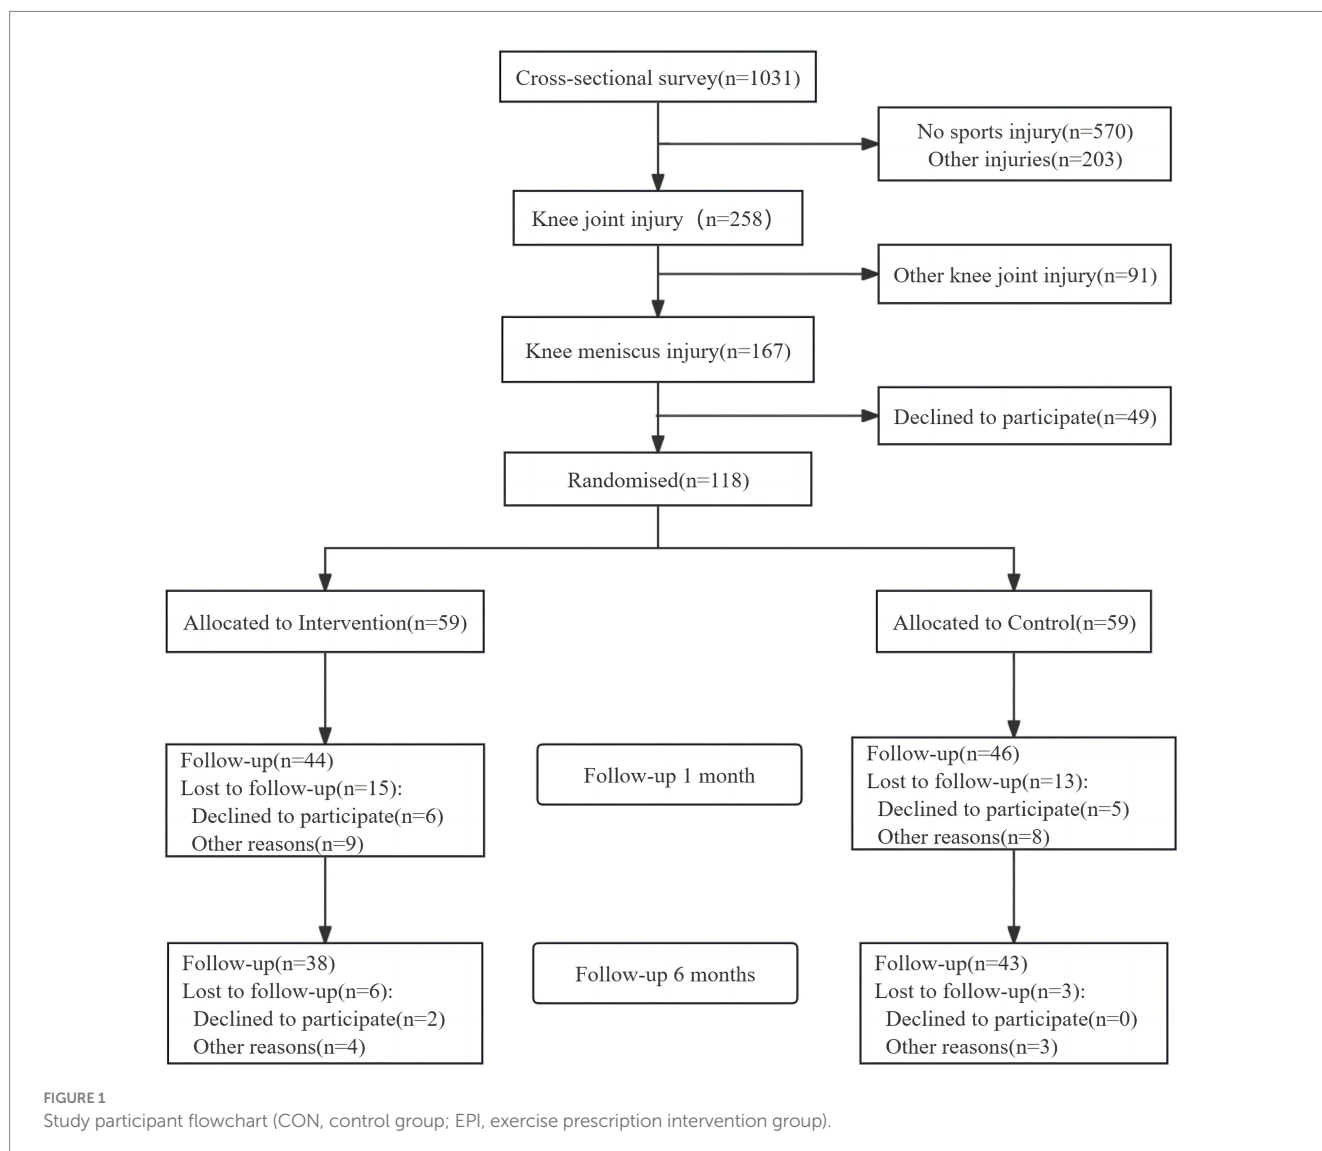 Cross-sectional survey(n=1031)
No sports injury(n=570)
Other injuries(n=203)
Knee joint injury（n=258）
Other knee joint injury(n=91)
Knee meniscus injury(n=167)
Declined to participate(n=49)
Randomised(n=118)
Allocated to Intervention(n=59)
Allocated to Control(n=59)
Follow-up(n=44)
Lost to follow-up(n=15):
Declined to participate(n=6)
Other reasons(n=9)
Follow-up 1 month
Follow-up(n=46)
Lost to follow-up(n=13):
Declined to participate(n=5)
Other reasons(n=8)
Follow-up(n=38)
Lost to follow-up(n=6):
Declined to participate(n=2)
Other reasons(n=4)
Follow-up 6 months
Follow-up(n=43)
Lost to follow-up(n=3):
Declined to participate(n=0)
Other reasons(n=3)
FIGURE 1
Study participant flowchart (CON, control group; EPI, exercise prescription intervention group).